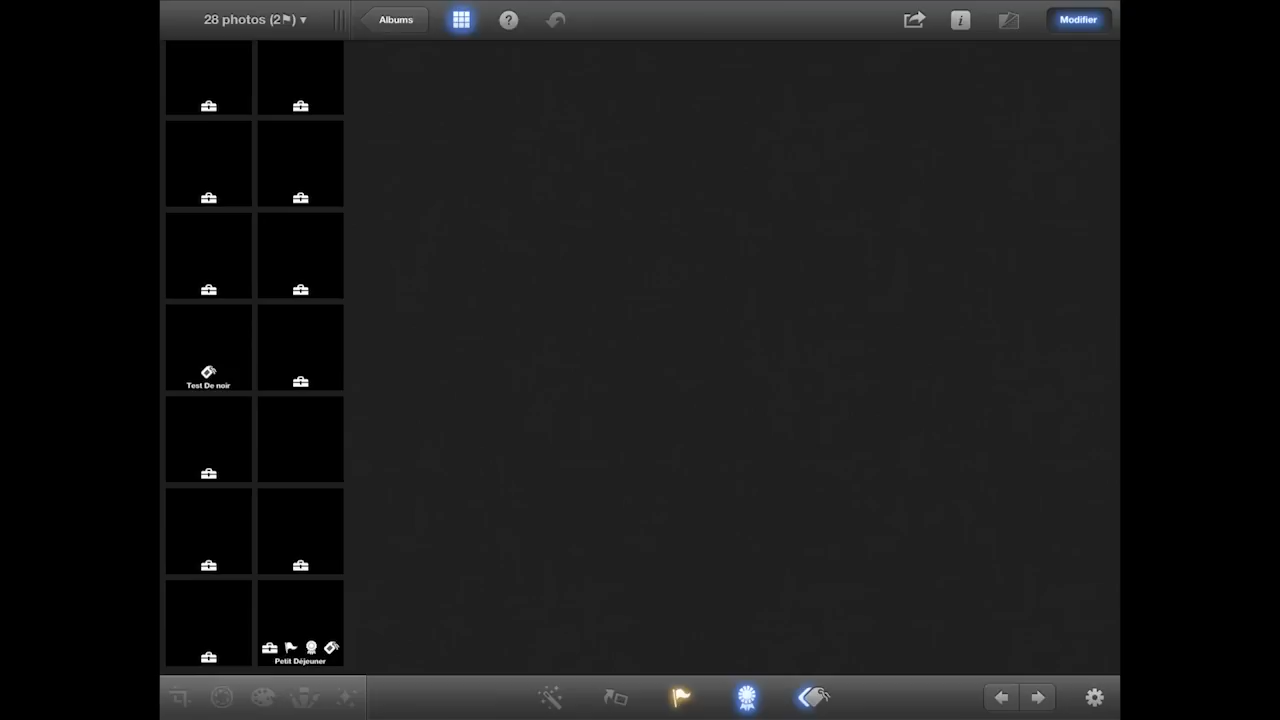 28 photos (2⚑) ▾
Albums
?
i
Modifier
Test De noir
Petit Déjeuner